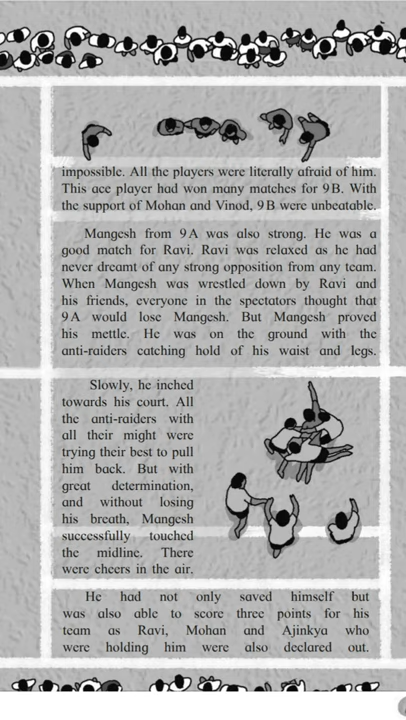 impossible. All the players were literally afraid of him.
This ace player had won many matches for 9 B. With
the support of Mohan and Vinod, 9 B were unbeatable.
Mangesh from 9 A was also strong. He was a
good match for Ravi. Ravi was relaxed as he had
never dreamt of any strong opposition from any team.
When Mangesh was wrestled down by Ravi and
his friends, everyone in the spectators thought that
9 A would lose Mangesh. But Mangesh proved
his mettle. He was on the ground with the
anti-raiders catching hold of his waist and legs.
Slowly, he inched
towards his court. All
the anti-raiders with
all their might were
trying their best to pull
him back. But with
great determination,
and without losing
his breath, Mangesh
successfully touched
the midline. There
were cheers in the air.
He had not only saved himself but
was also able to score three points for his
team as Ravi, Mohan and Ajinkya who
were holding him were also declared out.